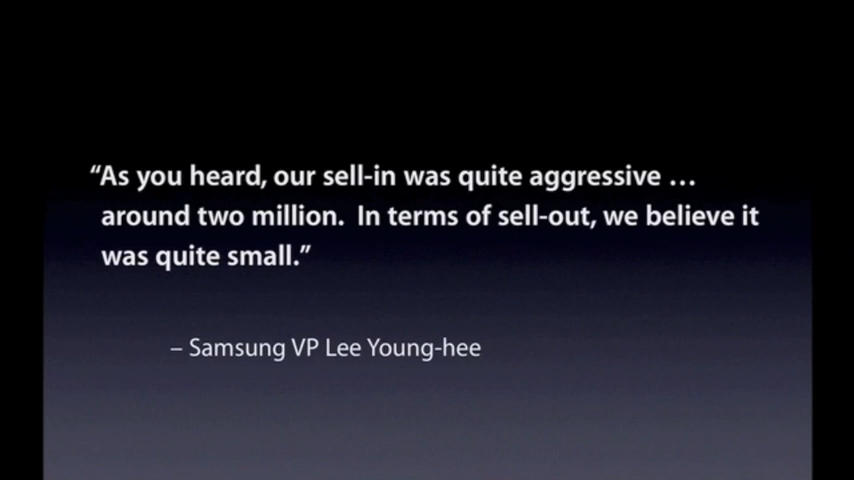 “As you heard, our sell-in was quite aggressive …
around two million.  In terms of sell-out, we believe it
was quite small.”
– Samsung VP Lee Young-hee